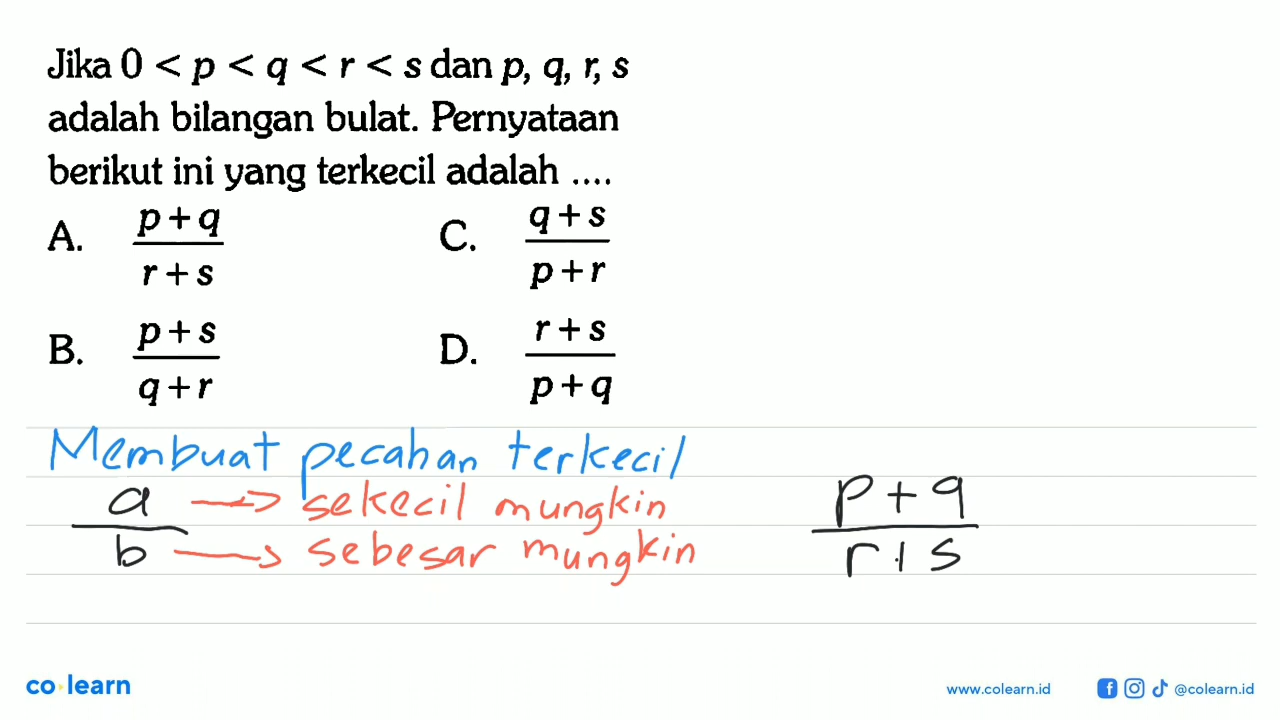 Jika 0 < p < q < r < s dan p, q, r, s
adalah bilangan bulat. Pernyataan
berikut ini yang terkecil adalah ....
A. p + q / r + s
C. q + s / p + r
B. p + s / q + r
D. r + s / p + q
Membuat pecahan terkecil
a → sekecil mungkin
b → sebesar mungkin
p + q
r + s
co learn
www.colearn.id @colearn.id